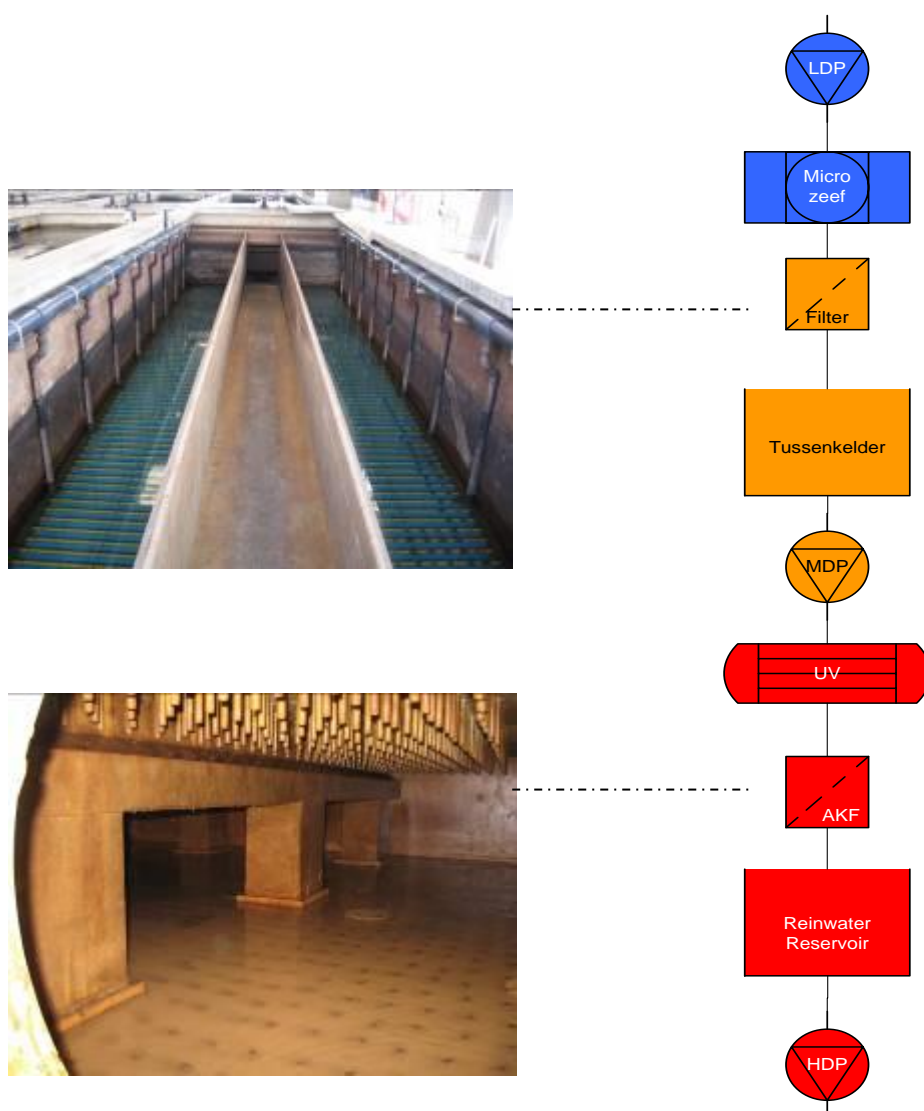 LDP
Micro
zeef
Filter
Tussenkelder
MDP
UV
AKF
Reinwater
Reservoir
HDP